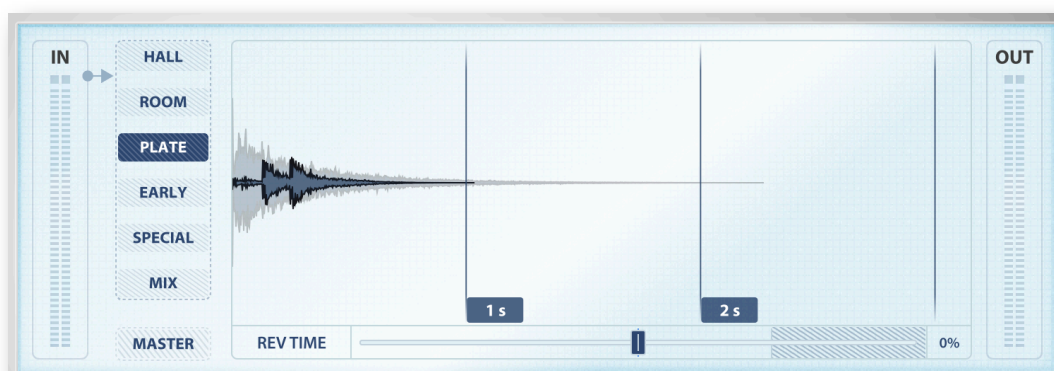 IN
HALL
ROOM
PLATE
EARLY
SPECIAL
MIX
MASTER
1 s
2 s
REV TIME
0%
OUT